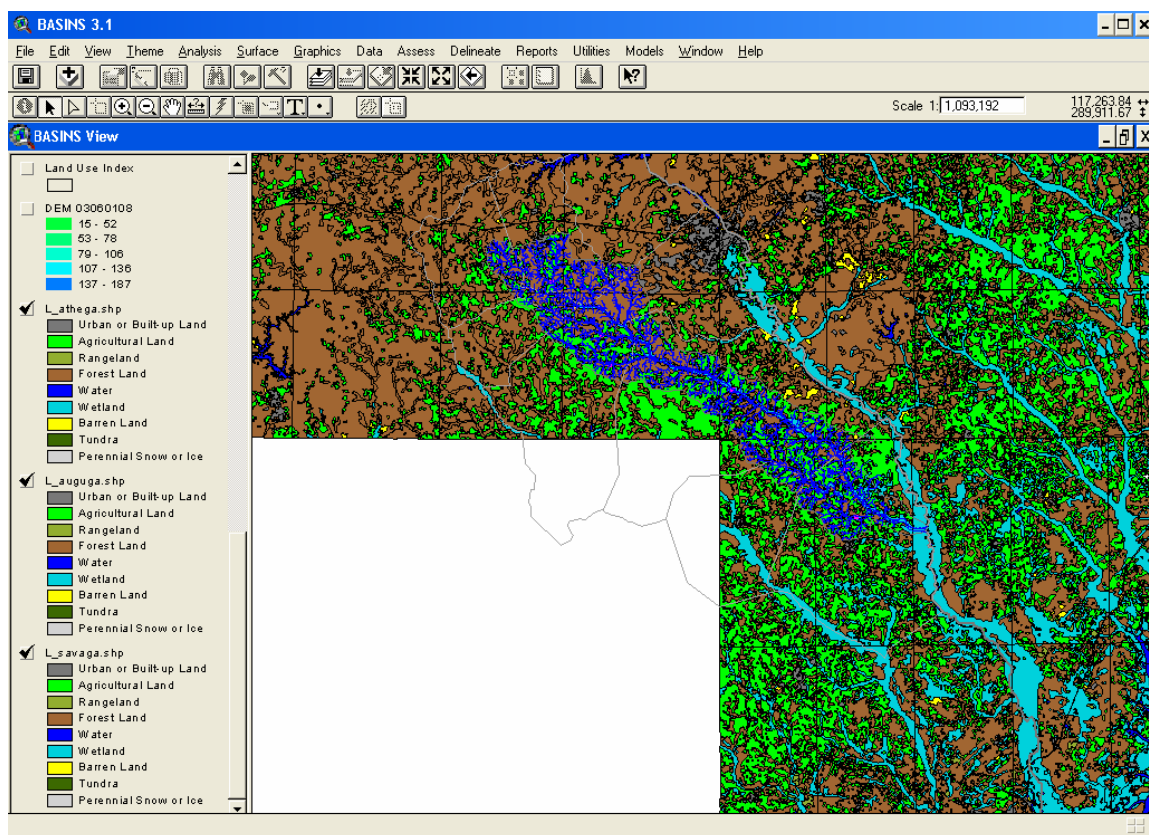 BASINS 3.1
File Edit View Theme Analysis Surface Graphics Data Assess Delineate Reports Utilities Models Window Help
Scale 1: 1,093,192
117,263.84
289,911.67
BASINS View
Land Use Index
DEM 03060108
15 - 52
53 - 78
79 - 106
107 - 136
137 - 187
L_athega.shp
Urban or Built-up Land
Agricultural Land
Rangeland
Forest Land
Water
Wetland
Barren Land
Tundra
Perennial Snow or Ice
L_auguga.shp
Urban or Built-up Land
Agricultural Land
Rangeland
Forest Land
Water
Wetland
Barren Land
Tundra
Perennial Snow or Ice
L_savaga.shp
Urban or Built-up Land
Agricultural Land
Rangeland
Forest Land
Water
Wetland
Barren Land
Tundra
Perennial Snow or Ice